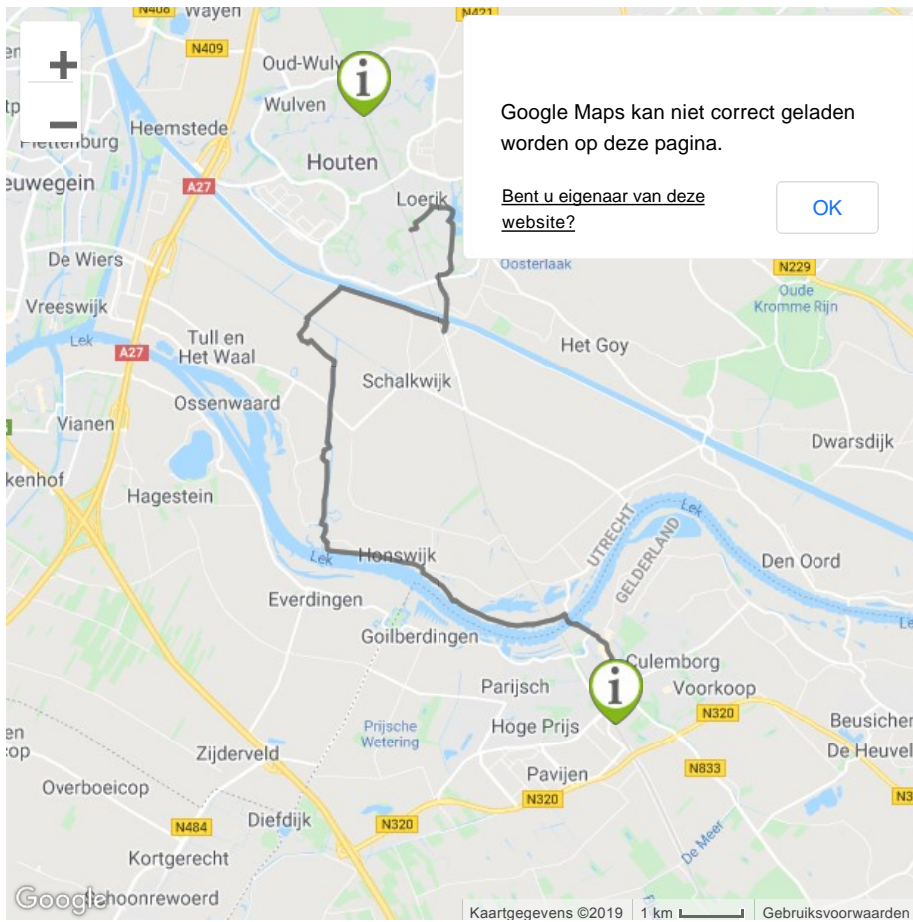 N408
Wayen
N421
N409
Oud-Wulv
i
Wulven
+
−
Heemstede
Houten
Google Maps kan niet correct geladen
worden op deze pagina.
Bent u eigenaar van deze
website?
OK
euwegein
A27
Loerik
De Wiers
Oosterlaak
N229
Oude
Kromme Rijn
Vreeswijk
Lek
A27
Tull en
Het Waal
Het Goy
Schalkwijk
Ossenwaard
Vianen
Dwarsdijk
kenhof
Hagestein
Lek
UTRECHT
GELDERLAND
Lek
Honswijk
Den Oord
Everdingen
Goilberdingen
Le
Culemborg
i
Parijsch
Voorkoop
Hoge Prijs
N320
Beusichem
Prijsche
Wetering
en
cop
Zijderveld
De Heuvel
Pavijen
N833
Overboeicop
N320
N3
N484
Diefdijk
N320
De Meer
Kortgerecht
Google
Schoonrewoerd
Kaartgegevens ©2019
1 km
Gebruiksvoorwaarden